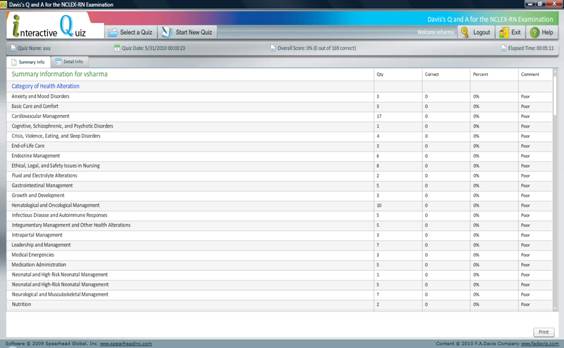 Davis's Q and A for the NCLEX-RN Examination
Davis's Q and A for the NCLEX-RN Examination
interactive Quiz
Select a Quiz Start New Quiz
Welcome vsharma Logout Exit Help
Quiz Name: Quiz Date: 5/31/2010 Overall Score: 0% (0 out of correct) Elapsed Time: 00:05:11
Summary Info Detail Info
Summary Information for vsharma Qty Correct Percent Comment
Category of Health Alteration
Anxiety and Mood Disorders 3 0 0% Poor
Basic Care and Comfort 0 0% Poor
Cardiovascular Management 17 0 0% Poor
Cognitive, Schizophrenic, and Psychotic Disorders 1 0 0% Poor
Crisis, Violence, Eating, and Sleep Disorders 4 0 0% Poor
End-of-Life Care 3 0 0% Poor
Endocrine Management 6 0 0% Poor
Ethical, Legal, and Safety Issues in Nursing 8 0 0% Poor
Fluid and Electrolyte Alterations 2 0 0% Poor
Gastrointestinal Management 5 0 0% Poor
Growth and Development 3 0 0% Poor
Hematological and Oncological Management 10 0 0% Poor
Infectious Disease and Autoimmune Responses 5 0 0% Poor
Integumentary Management and Other Health Alterations 5 0 0% Poor
Intrapartal Management 3 0 0% Poor
Leadership and Management 7 0 0% Poor
Medical Emergencies 3 0 0% Poor
Medication Administration 5 0 0% Poor
Neonatal and High Risk Neonatal Management 1 0 0% Poor
Neonatal and High-Risk Neonatal Management 5 0 0% Poor
Neurological and Musculoskeletal Management 7 0 0% Poor
Nutrition 2 0 0% Poor
Print
Software © 2009 Spearhead Global, Inc. www.spearheadinc.com Content © 2010 F.A.Davis Company www.fadavis.com